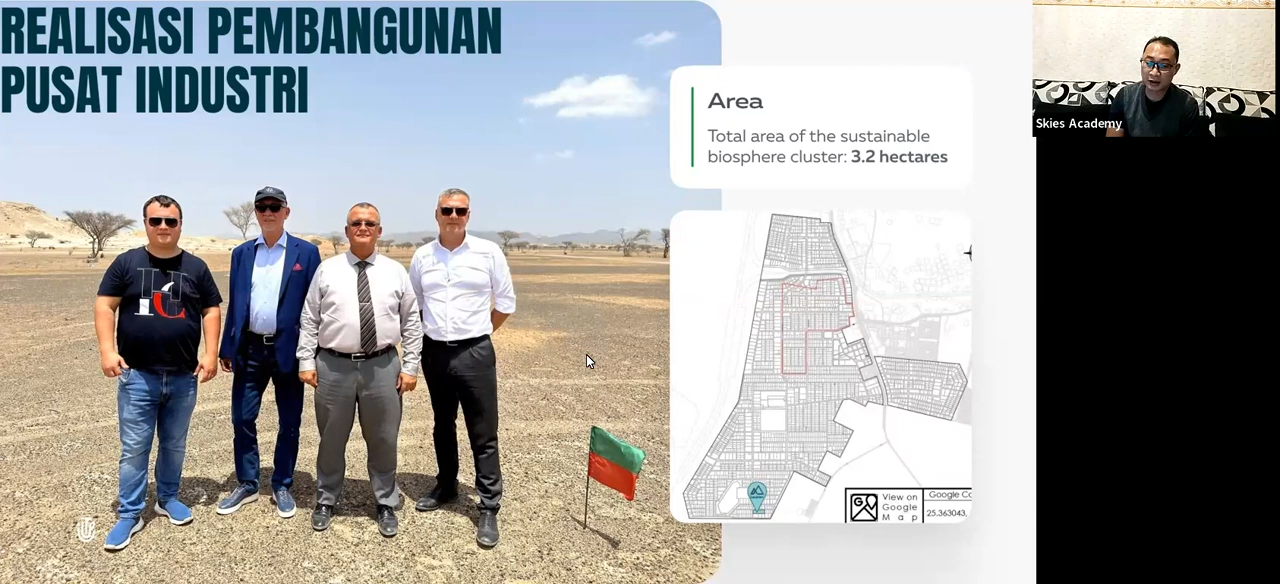 REALISASI PEMBANGUNAN
PUSAT INDUSTRI
Area
Total area of the sustainable
biosphere cluster: 3.2 hectares
View on
Google
Map
Google Co
25.363043,
Skies Academy